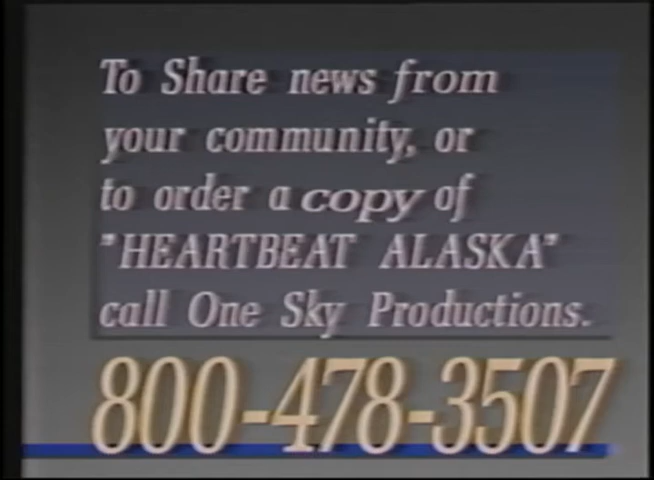 To Share news from
your community, or
to order a copy of
"HEARTBEAT ALASKA"
call One Sky Productions.
800-478-3507